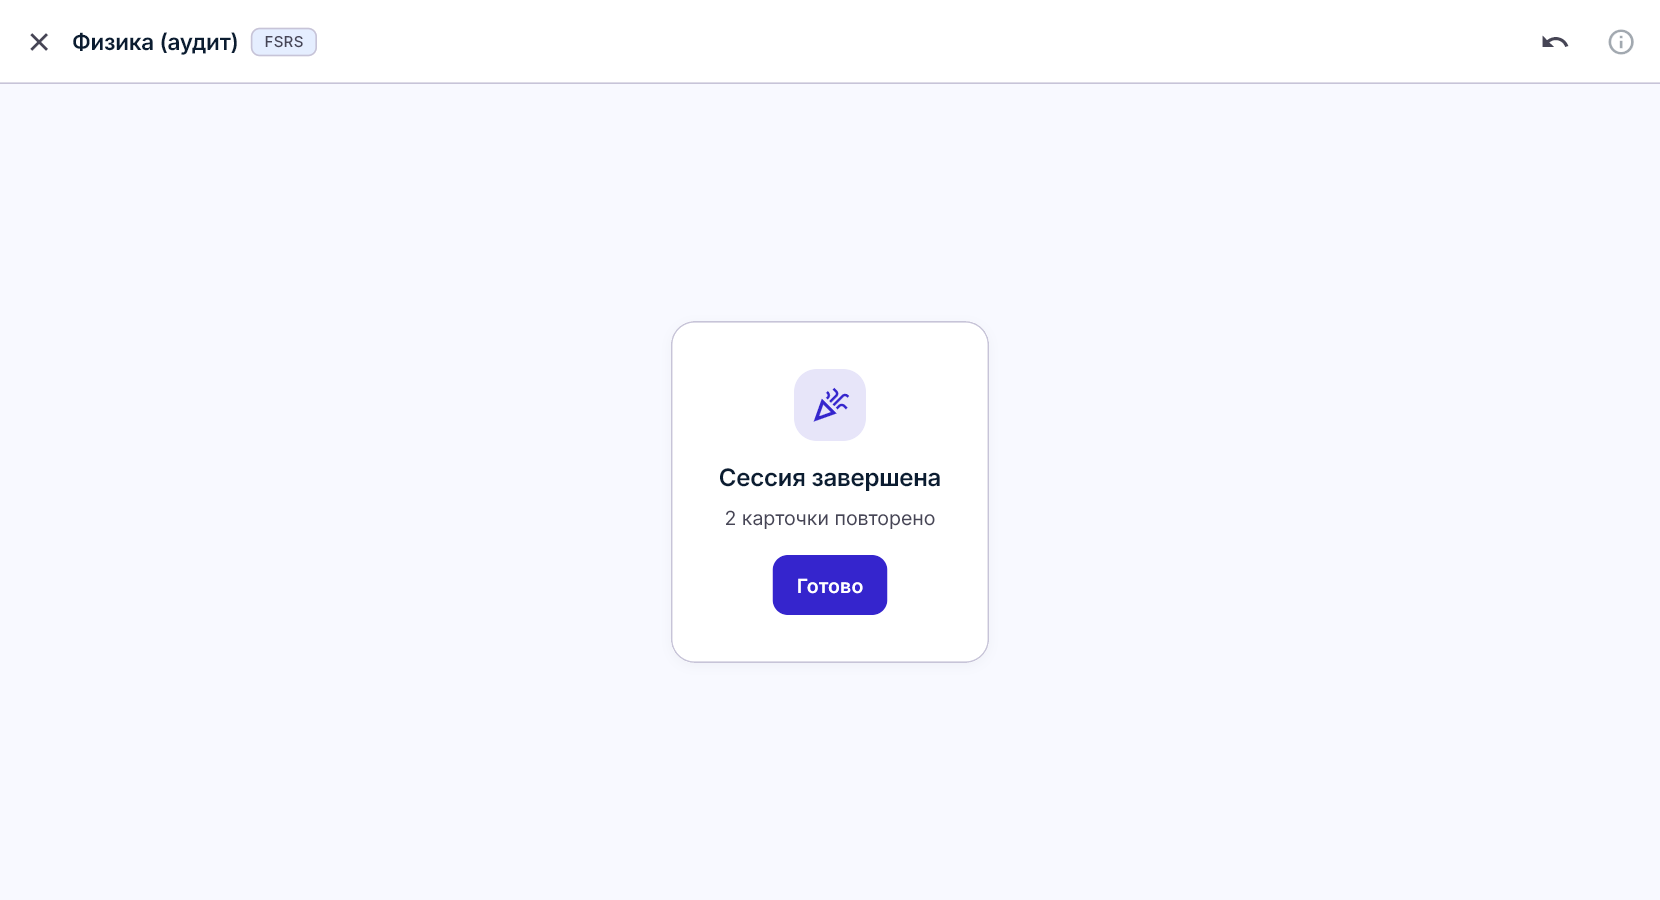 Физика (аудит) FSRS
Сессия завершена
2 карточки повторено
Готово